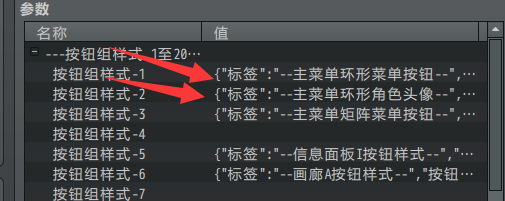 参数
名称 值
---按钮组样式 1至20…
按钮组样式-1 {"标签":"--主菜单环形菜单按钮--",…
按钮组样式-2 {"标签":"--主菜单环形角色头像--",…
按钮组样式-3 {"标签":"--主菜单矩阵菜单按钮--",…
按钮组样式-4
按钮组样式-5 {"标签":"--信息面板I按钮样式--","…
按钮组样式-6 {"标签":"--画廊A按钮样式--","按钮…
按钮组样式-7